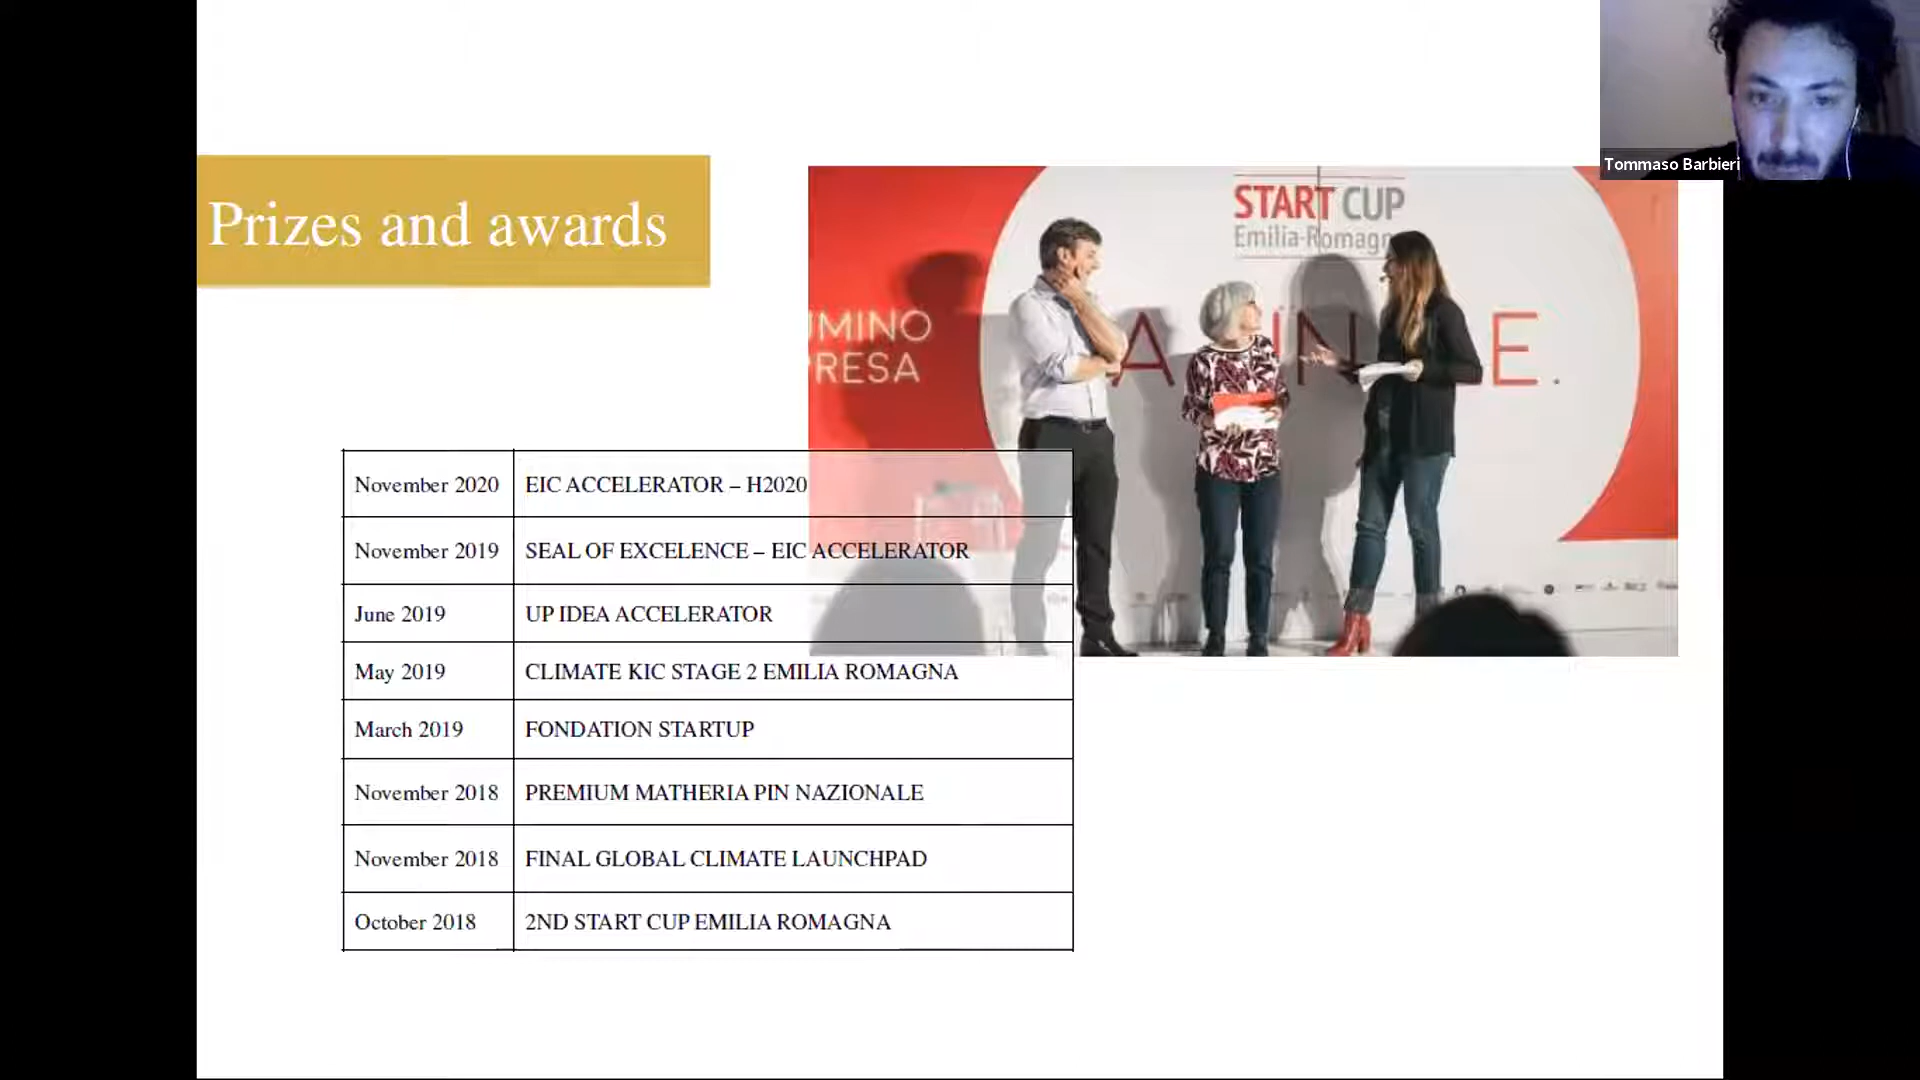 Tommaso Barbieri
Prizes and awards
START CUP
Emilia-Romagn
UMINO
PRESA
November 2020 EIC ACCELERATOR – H2020
November 2019 SEAL OF EXCELENCE – EIC ACCELERATOR
June 2019 UP IDEA ACCELERATOR
May 2019 CLIMATE KIC STAGE 2 EMILIA ROMAGNA
March 2019 FONDATION STARTUP
November 2018 PREMIUM MATHERIA PIN NAZIONALE
November 2018 FINAL GLOBAL CLIMATE LAUNCHPAD
October 2018 2ND START CUP EMILIA ROMAGNA